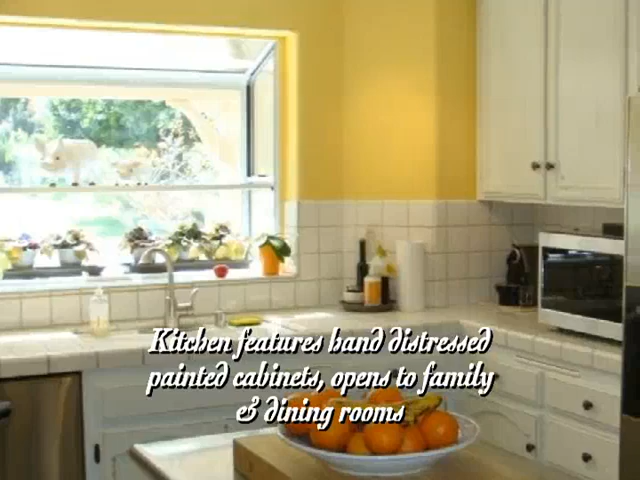 Kitchen features hand distressed
painted cabinets, opens to family
& dining rooms